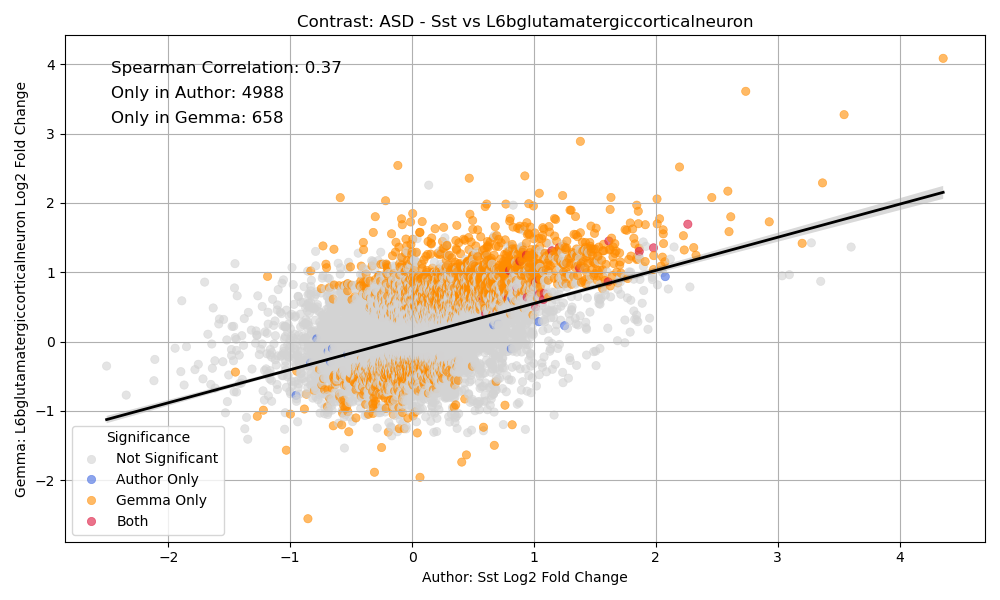 Contrast: ASD - Sst vs L6bglutamatergiccorticalneuron
Spearman Correlation: 0.37
Only in Author: 4988
Only in Gemma: 658
Gemma: L6bglutamatergiccorticalneuron Log2 Fold Change
4
3
2
1
0
−1
−2
Significance
Not Significant
Author Only
Gemma Only
Both
−2 −1 0 1 2 3 4
Author: Sst Log2 Fold Change